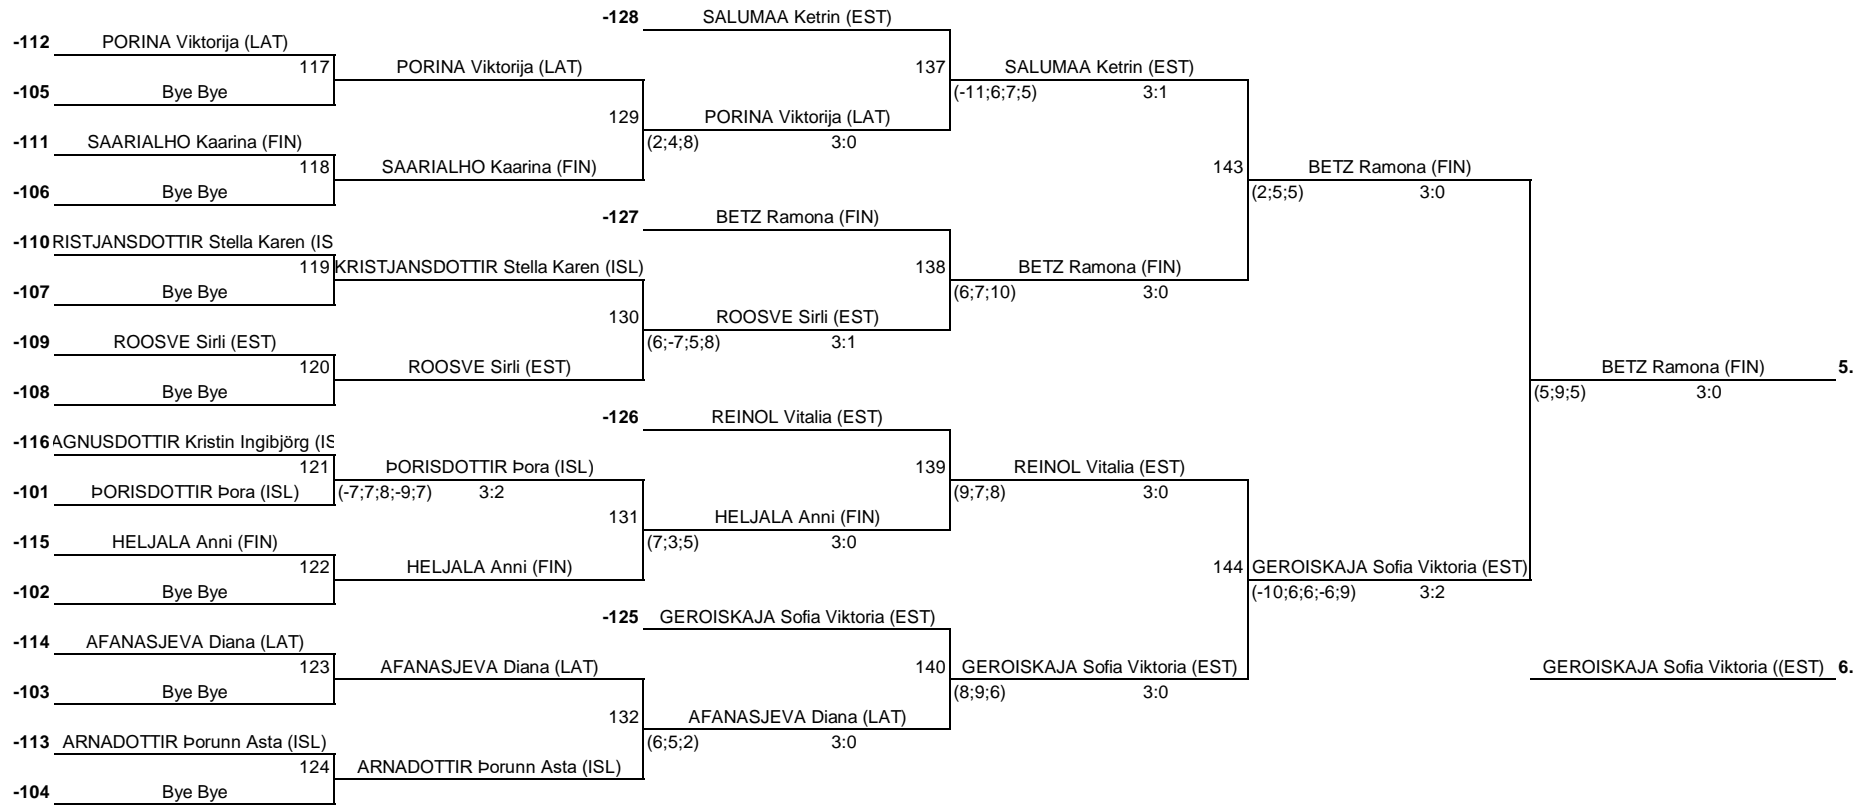 -128 SALUMAA Ketrin (EST)
-112 PORINA Viktorija (LAT)
117 PORINA Viktorija (LAT) 137 SALUMAA Ketrin (EST)
-105 Bye Bye (-11;6;7;5) 3:1
129 PORINA Viktorija (LAT)
-111 SAARIALHO Kaarina (FIN) (2;4;8) 3:0
118 SAARIALHO Kaarina (FIN) 143 BETZ Ramona (FIN)
-106 Bye Bye (2;5;5) 3:0
-127 BETZ Ramona (FIN)
-110 RISTJANSDOTTIR Stella Karen (IS
119 KRISTJANSDOTTIR Stella Karen (ISL) 138 BETZ Ramona (FIN)
-107 Bye Bye (6;7;10) 3:0
130 ROOSVE Sirli (EST)
-109 ROOSVE Sirli (EST) (6;-7;5;8) 3:1
120 ROOSVE Sirli (EST) BETZ Ramona (FIN) 5.
-108 Bye Bye (5;9;5) 3:0
-126 REINOL Vitalia (EST)
-116 AGNUSDOTTIR Kristin Ingibjörg (IS
121 ÞORISDOTTIR Þora (ISL) 139 REINOL Vitalia (EST)
-101 ÞORISDOTTIR Þora (ISL) (-7;7;8;-9;7) 3:2 (9;7;8) 3:0
131 HELJALA Anni (FIN)
-115 HELJALA Anni (FIN) (7;3;5) 3:0
122 HELJALA Anni (FIN) 144 GEROISKAJA Sofia Viktoria (EST)
-102 Bye Bye (-10;6;6;-6;9) 3:2
-125 GEROISKAJA Sofia Viktoria (EST)
-114 AFANASJEVA Diana (LAT)
123 AFANASJEVA Diana (LAT) 140 GEROISKAJA Sofia Viktoria (EST) GEROISKAJA Sofia Viktoria ((EST) 6.
-103 Bye Bye (8;9;6) 3:0
132 AFANASJEVA Diana (LAT)
-113 ARNADOTTIR Þorunn Asta (ISL) (6;5;2) 3:0
124 ARNADOTTIR Þorunn Asta (ISL)
-104 Bye Bye